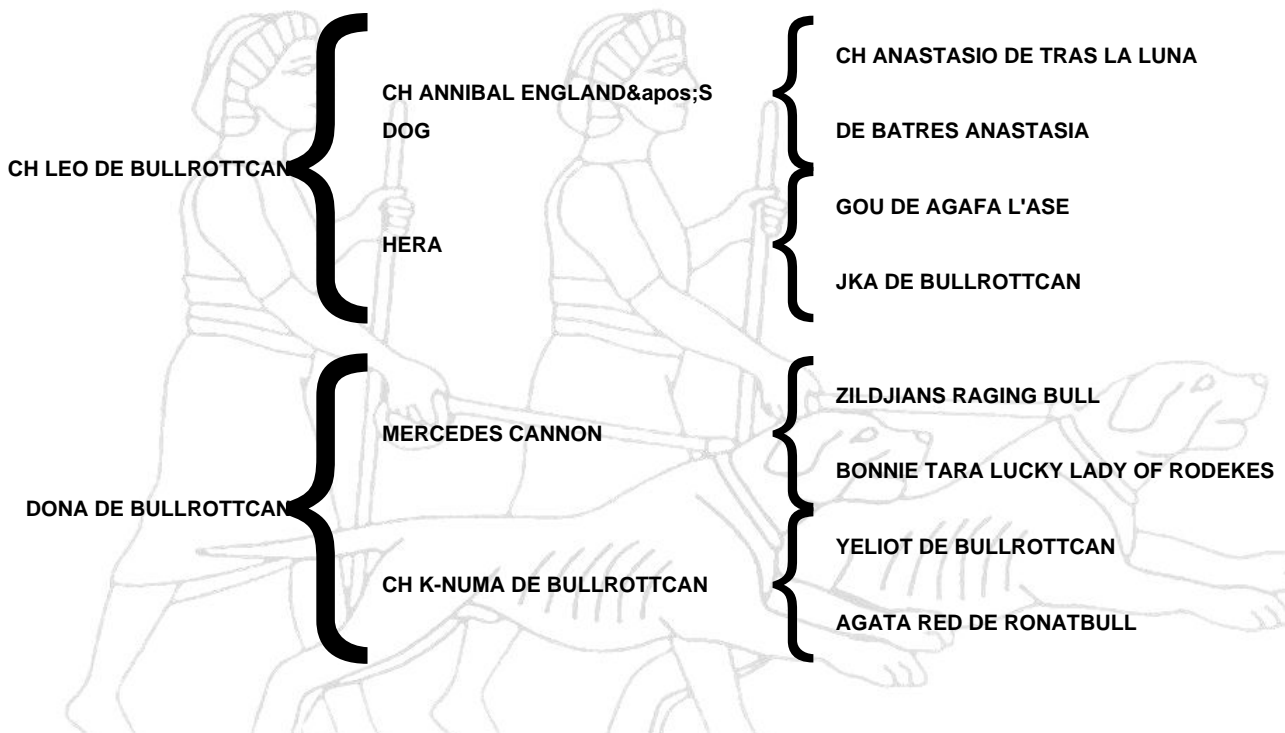 CH ANASTASIO DE TRAS LA LUNA
CH ANNIBAL ENGLAND&apos;S
DOG
DE BATRES ANASTASIA
CH LEO DE BULLROTTCAN
GOU DE AGAFA L'ASE
HERA
JKA DE BULLROTTCAN
ZILDJIANS RAGING BULL
MERCEDES CANNON
BONNIE TARA LUCKY LADY OF RODEKES
DONA DE BULLROTTCAN
YELIOT DE BULLROTTCAN
CH K-NUMA DE BULLROTTCAN
AGATA RED DE RONATBULL